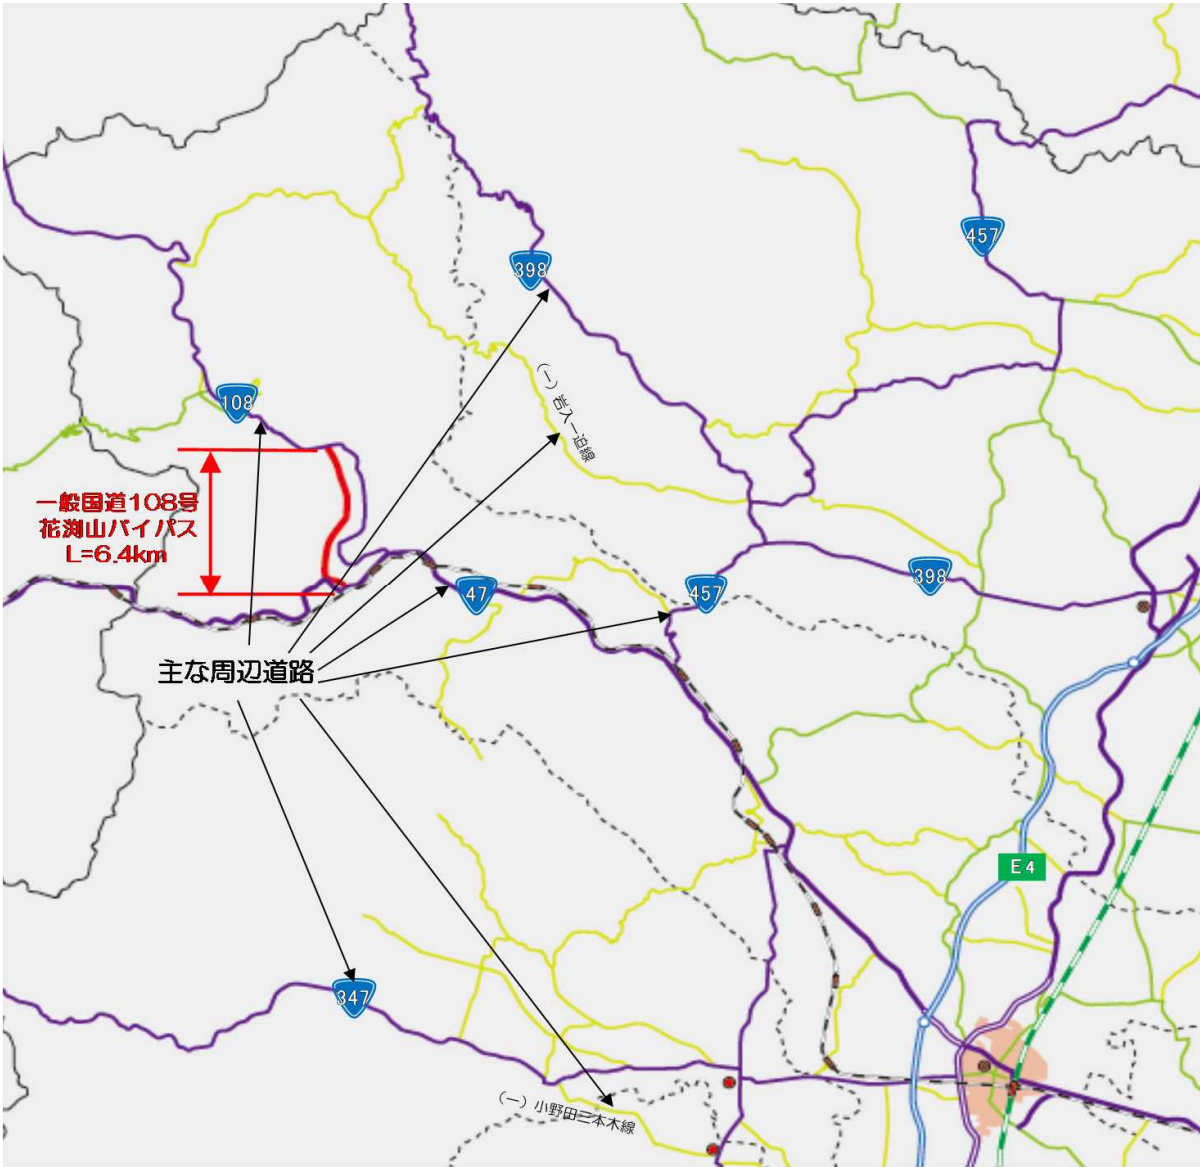 457
398
108
(一)岩入一迫線
一般国道108号
花渕山バイパス
L=6.4km
398
47
457
主な周辺道路
E4
347
(一)小野田三本木線